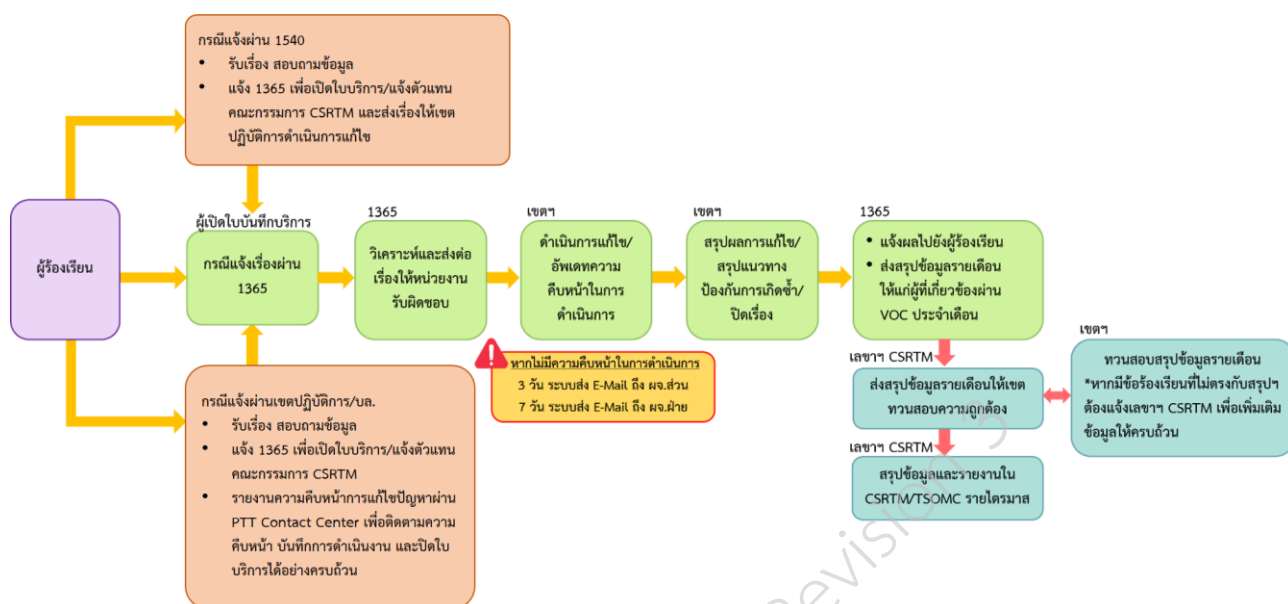 กรณีแจ้งผ่าน 1540
• รับเรื่อง สอบถามข้อมูล
• แจ้ง 1365 เพื่อเปิดใบบริการ/แจ้งตัวแทน
คณะกรรมการ CSRTM และส่งเรื่องให้เขต
ปฏิบัติการดำเนินการแก้ไข
ผู้ร้องเรียน
ผู้เปิดใบบันทึกบริการ
กรณีแจ้งเรื่องผ่าน
1365
1365
วิเคราะห์และส่งต่อ
เรื่องให้หน่วยงาน
รับผิดชอบ
เขตฯ
ดำเนินการแก้ไข/
อัพเดทความ
คืบหน้าในการ
ดำเนินการ
เขตฯ
สรุปผลการแก้ไข/
สรุปแนวทาง
ป้องกันการเกิดซ้ำ/
ปิดเรื่อง
1365
• แจ้งผลไปยังผู้ร้องเรียน
• ส่งสรุปข้อมูลรายเดือน
ให้แก่ผู้ที่เกี่ยวข้องผ่าน
VOC ประจำเดือน
หากไม่มีความคืบหน้าในการดำเนินการ
3 วัน ระบบส่ง E-Mail ถึง ผจ.ส่วน
7 วัน ระบบส่ง E-Mail ถึง ผจ.ฝ่าย
กรณีแจ้งผ่านเขตปฏิบัติการ/บล.
• รับเรื่อง สอบถามข้อมูล
• แจ้ง 1365 เพื่อเปิดใบบริการ/แจ้งตัวแทน
คณะกรรมการ CSRTM
• รายงานความคืบหน้าการแก้ไขปัญหาผ่าน
PTT Contact Center เพื่อติดตามความ
คืบหน้า บันทึกการดำเนินงาน และปิดใบ
บริการได้อย่างครบถ้วน
เลขาฯ CSRTM
ส่งสรุปข้อมูลรายเดือนให้เขต
ทวนสอบความถูกต้อง
เขตฯ
ทวนสอบสรุปข้อมูลรายเดือน
*หากมีข้อร้องเรียนที่ไม่ตรงกับสรุปฯ
ต้องแจ้งเลขาฯ CSRTM เพื่อเพิ่มเติม
ข้อมูลให้ครบถ้วน
เลขาฯ CSRTM
สรุปข้อมูลและรายงานใน
CSRTM/TSOMC รายไตรมาส
Revision 3